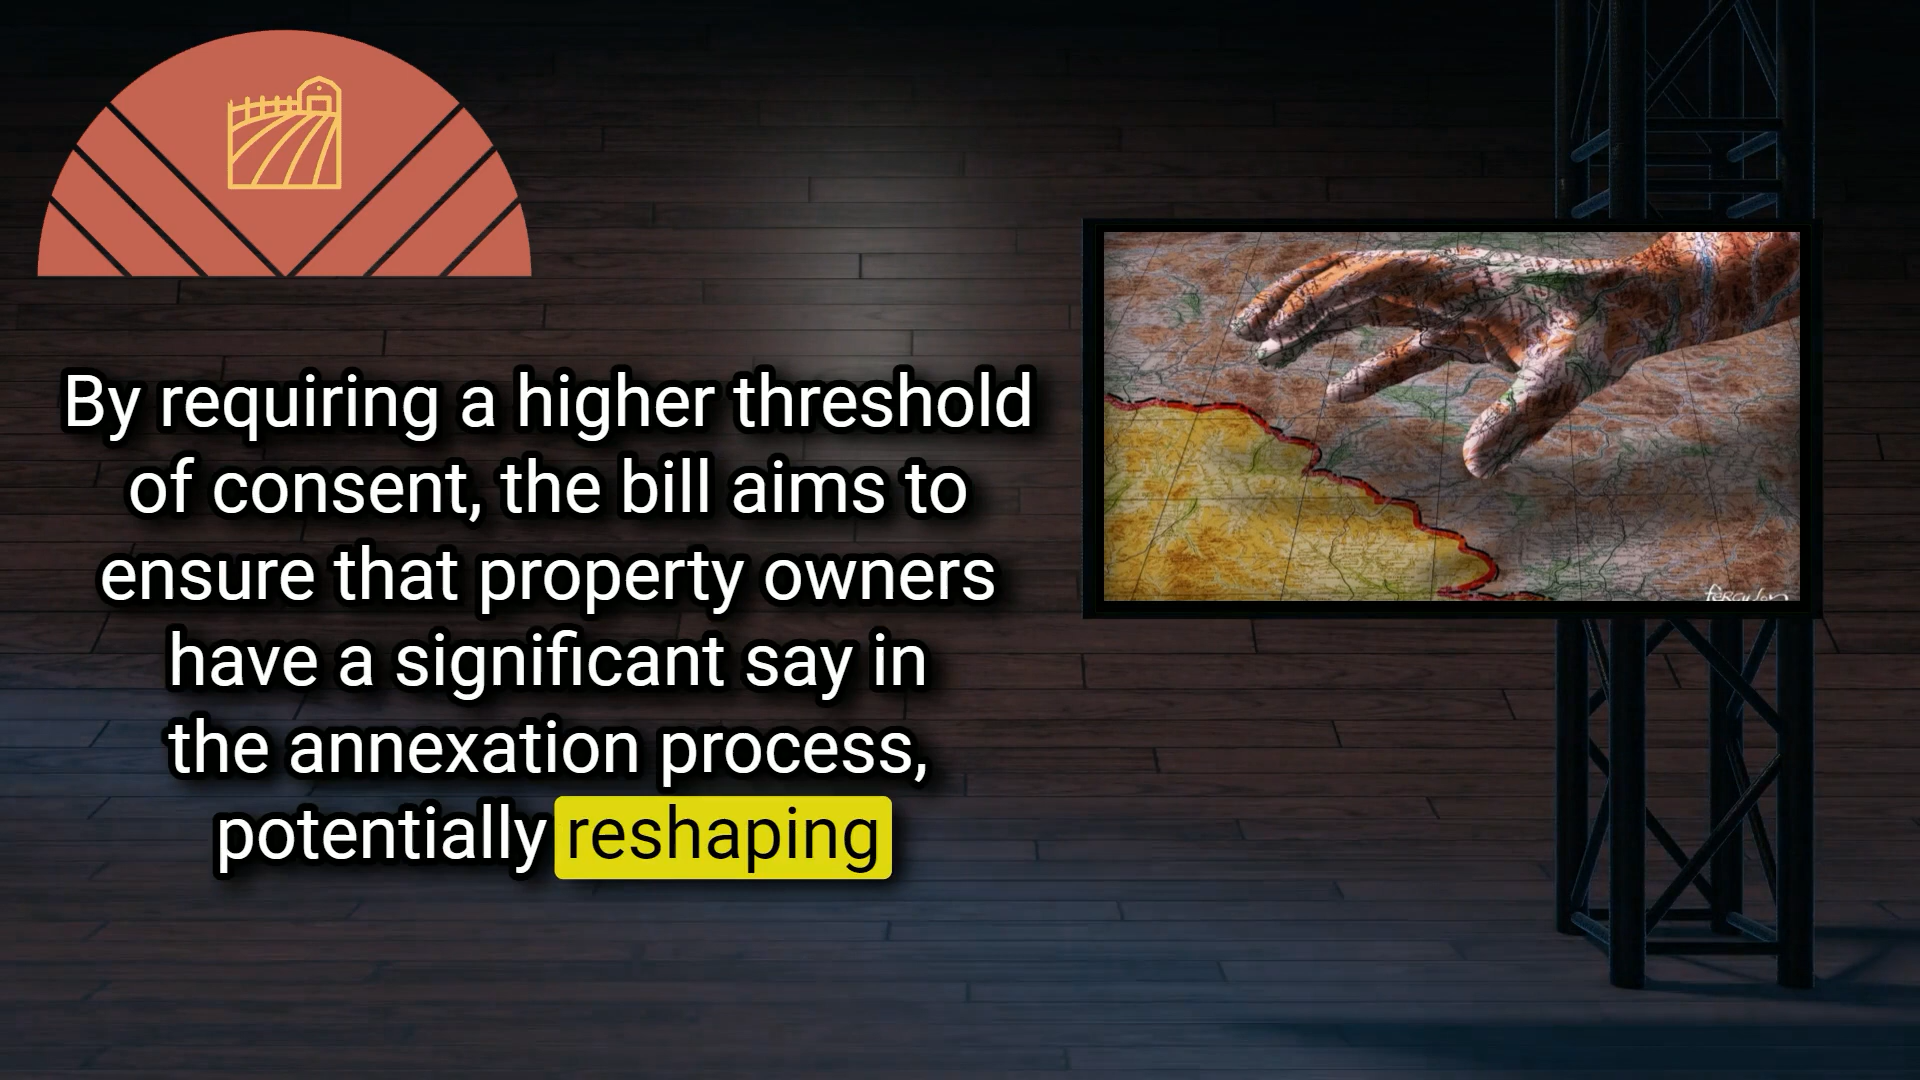 By requiring a higher threshold
of consent, the bill aims to
ensure that property owners
have a significant say in
the annexation process,
potentially reshaping